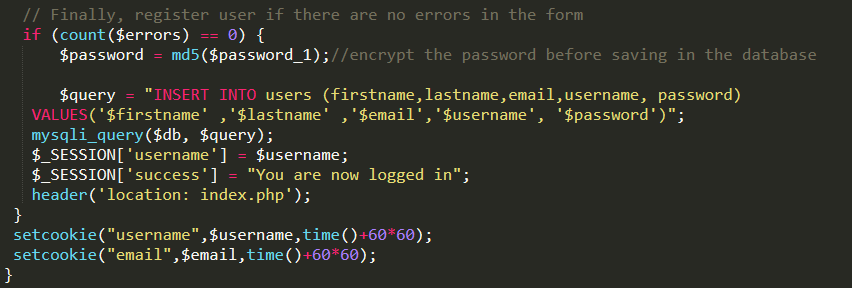 // Finally, register user if there are no errors in the form
if (count($errors) == 0) {
$password = md5($password_1);//encrypt the password before saving in the database
$query = "INSERT INTO users (firstname,lastname,email,username, password)
VALUES('$firstname' ,'$lastname' ,'$email','$username', '$password')";
mysqli_query($db, $query);
$_SESSION['username'] = $username;
$_SESSION['success'] = "You are now logged in";
header('location: index.php');
}
setcookie("username",$username,time()+60*60);
setcookie("email",$email,time()+60*60);
}